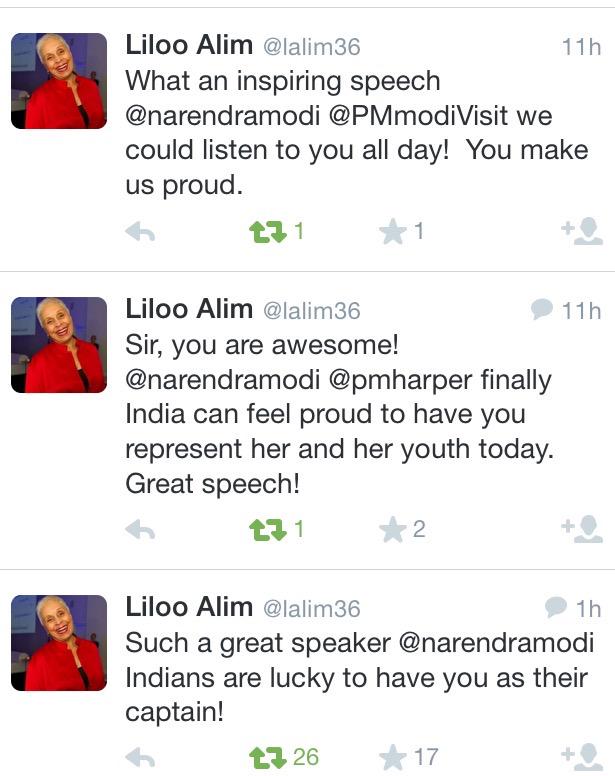 Liloo Alim @lalim36 11h
What an inspiring speech
@narendramodi @PMmodiVisit we
could listen to you all day!  You make
us proud.
1 1
Liloo Alim @lalim36 11h
Sir, you are awesome!
@narendramodi @pmharper finally
India can feel proud to have you
represent her and her youth today.
Great speech!
1 2
Liloo Alim @lalim36 1h
Such a great speaker @narendramodi
Indians are lucky to have you as their
captain!
26 17